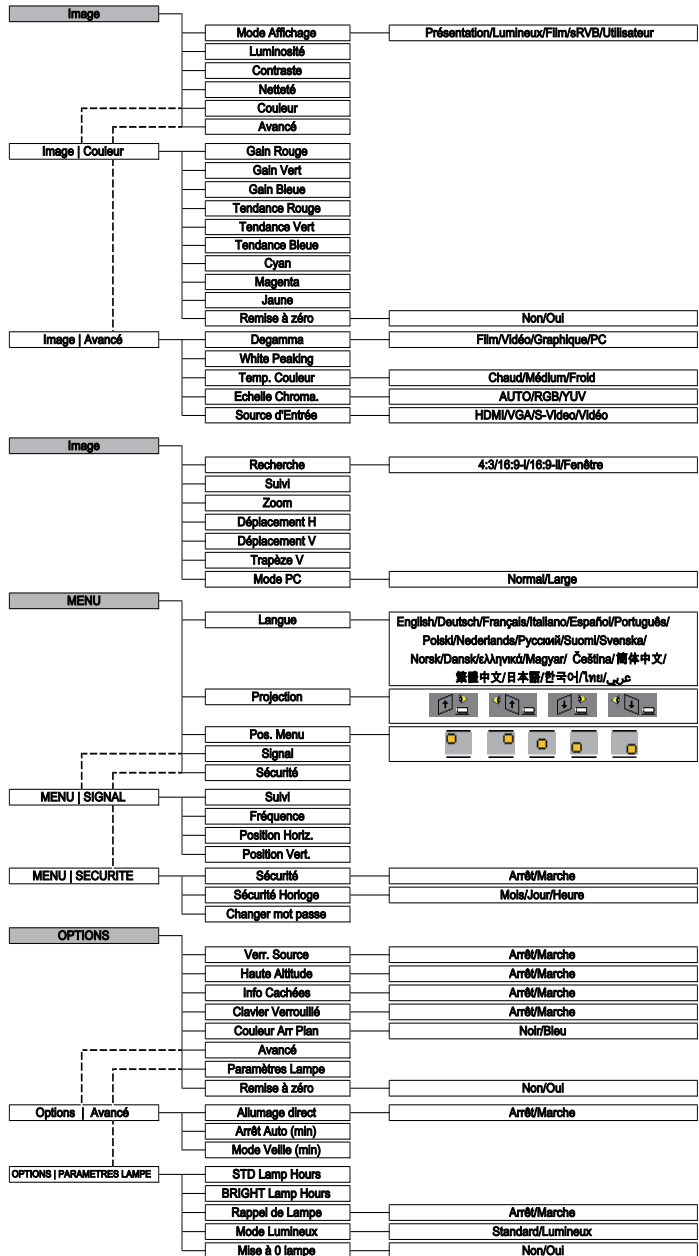 Image
Mode Affichage Présentation/Lumineux/Film/sRVB/Utilisateur
Luminosité
Contraste
Netteté
Couleur
Avancé
Image | Couleur Gain Rouge
Gain Vert
Gain Bleue
Tendance Rouge
Tendance Vert
Tendance Bleue
Cyan
Magenta
Jaune
Remise à zéro Non/Oui
Image | Avancé Degamma Film/Vidéo/Graphique/PC
White Peaking
Temp. Couleur Chaud/Médium/Froid
Echelle Chroma. AUTO/RGB/YUV
Source d'Entrée HDMI/VGA/S-Video/Vidéo
Image
Recherche 4:3/16:9-I/16:9-II/Fenêtre
Suivi
Zoom
Déplacement H
Déplacement V
Trapèze V
Mode PC Normal/Large
MENU
Langue English/Deutsch/Français/Italiano/Español/Português/
Polski/Nederlands/Русский/Suomi/Svenska/
Norsk/Dansk/ελληνικά/Magyar/ Čeština/簡体中文/
繁體中文/日本語/한국어/ไทย/عربي
Projection
Pos. Menu
Signal
Sécurité
MENU | SIGNAL Suivi
Fréquence
Position Horiz.
Position Vert.
MENU | SECURITE Sécurité Arrêt/Marche
Sécurité Horloge Mois/Jour/Heure
Changer mot passe
OPTIONS
Verr. Source Arrêt/Marche
Haute Altitude Arrêt/Marche
Info Cachées Arrêt/Marche
Clavier Verrouillé Arrêt/Marche
Couleur Arr Plan Noir/Bleu
Avancé
Paramètres Lampe
Remise à zéro Non/Oui
Options | Avancé Allumage direct Arrêt/Marche
Arrêt Auto (min)
Mode Veille (min)
OPTIONS | PARAMETRES LAMPE STD Lamp Hours
BRIGHT Lamp Hours
Rappel de Lampe Arrêt/Marche
Mode Lumineux Standard/Lumineux
Mise à 0 lampe Non/Oui